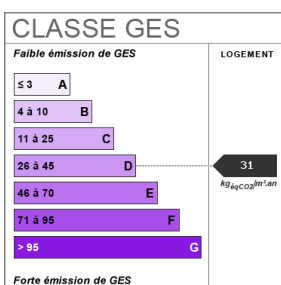 CLASSE GES
Faible émission de GES
LOGEMENT
≤ 3 A
4 à 10 B
11 à 25 C
26 à 45 D
31
kgéqCO2/m².an
46 à 70 E
71 à 95 F
> 95 G
Forte émission de GES